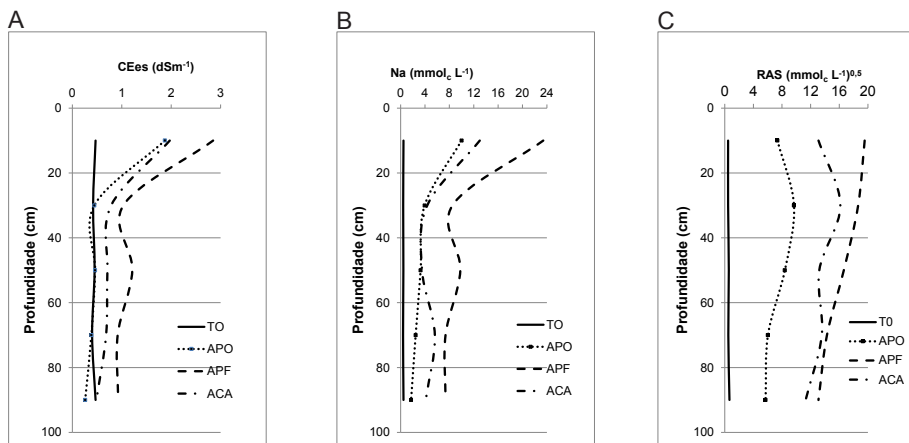 A
CEes (dSm⁻¹)
0 1 2 3
0
20
40
60
80
100
Profundidade (cm)
TO
APO
APF
ACA
B
Na (mmolc L⁻¹)
0 4 8 12 16 20 24
0
20
40
60
80
100
Profundidade (cm)
TO
APO
APF
ACA
C
RAS (mmolc L⁻¹)⁰,⁵
0 4 8 12 16 20
0
20
40
60
80
100
Profundidade (cm)
T0
APO
APF
ACA